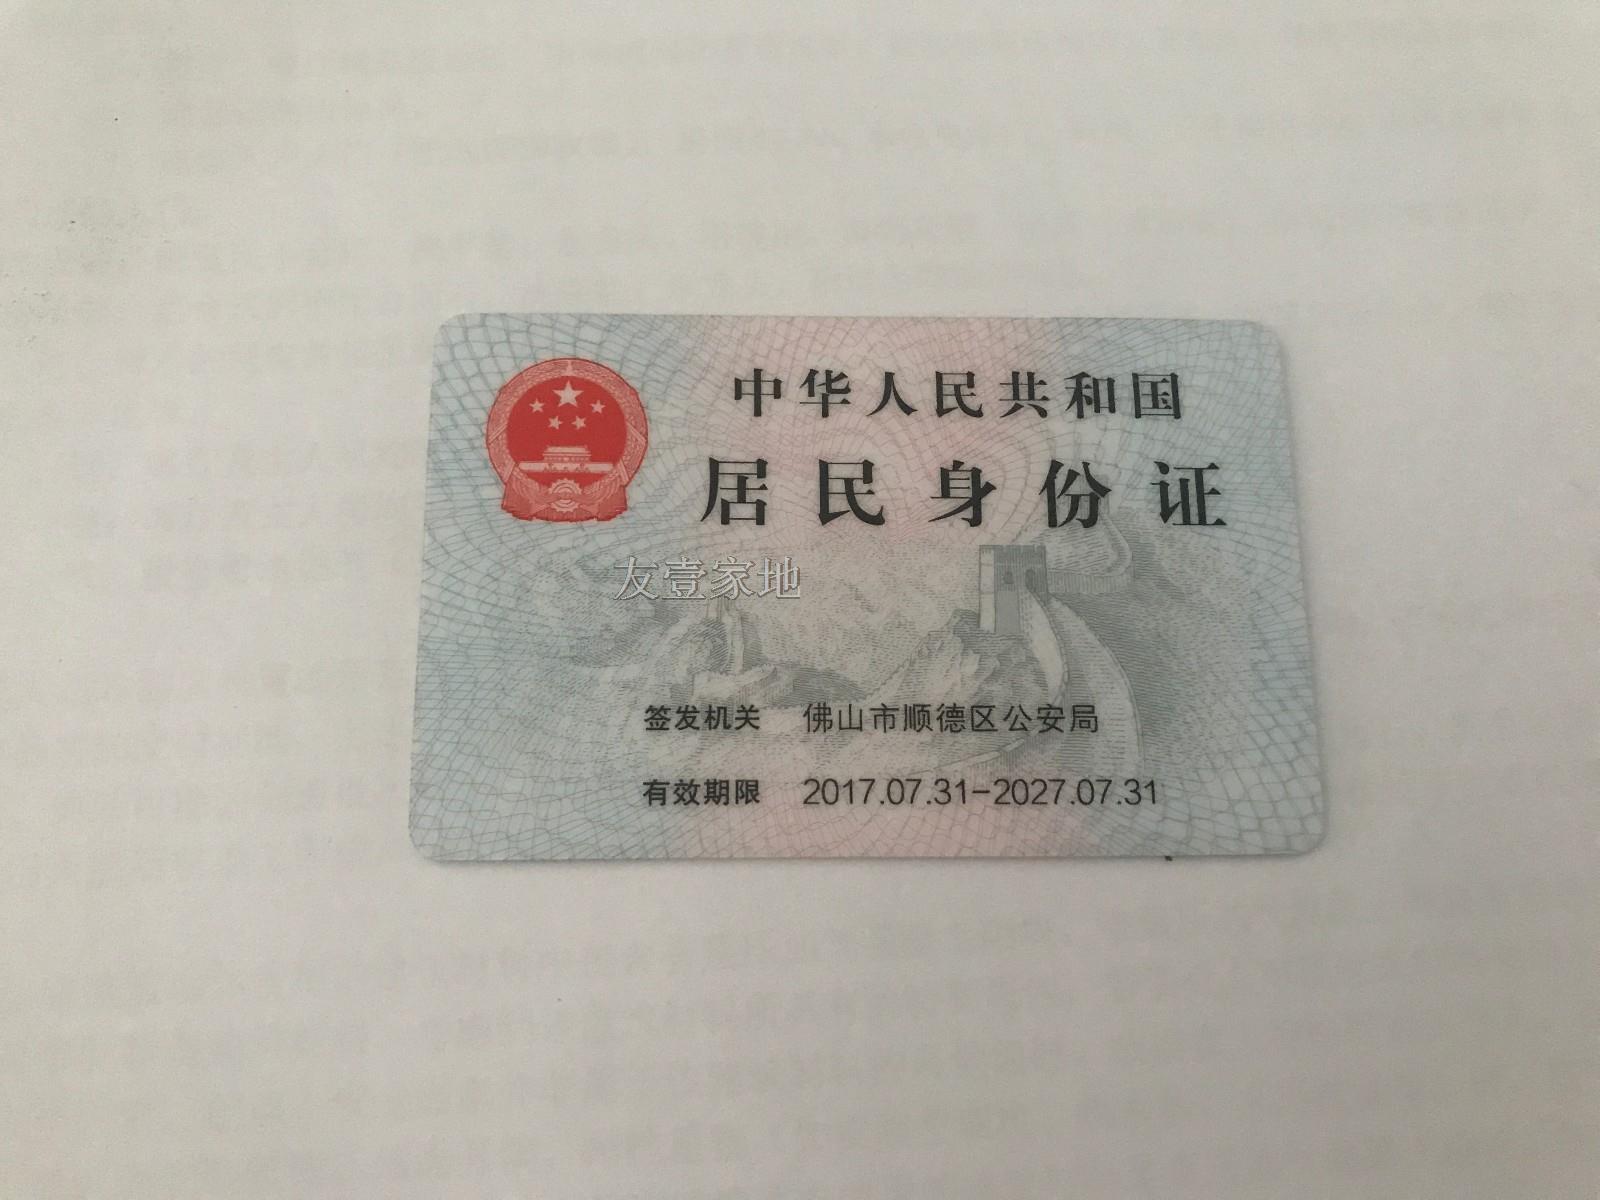 中华人民共和国
居民身份证
友壹家地
签发机关 佛山市顺德区公安局
有效期限 2017.07.31-2027.07.31